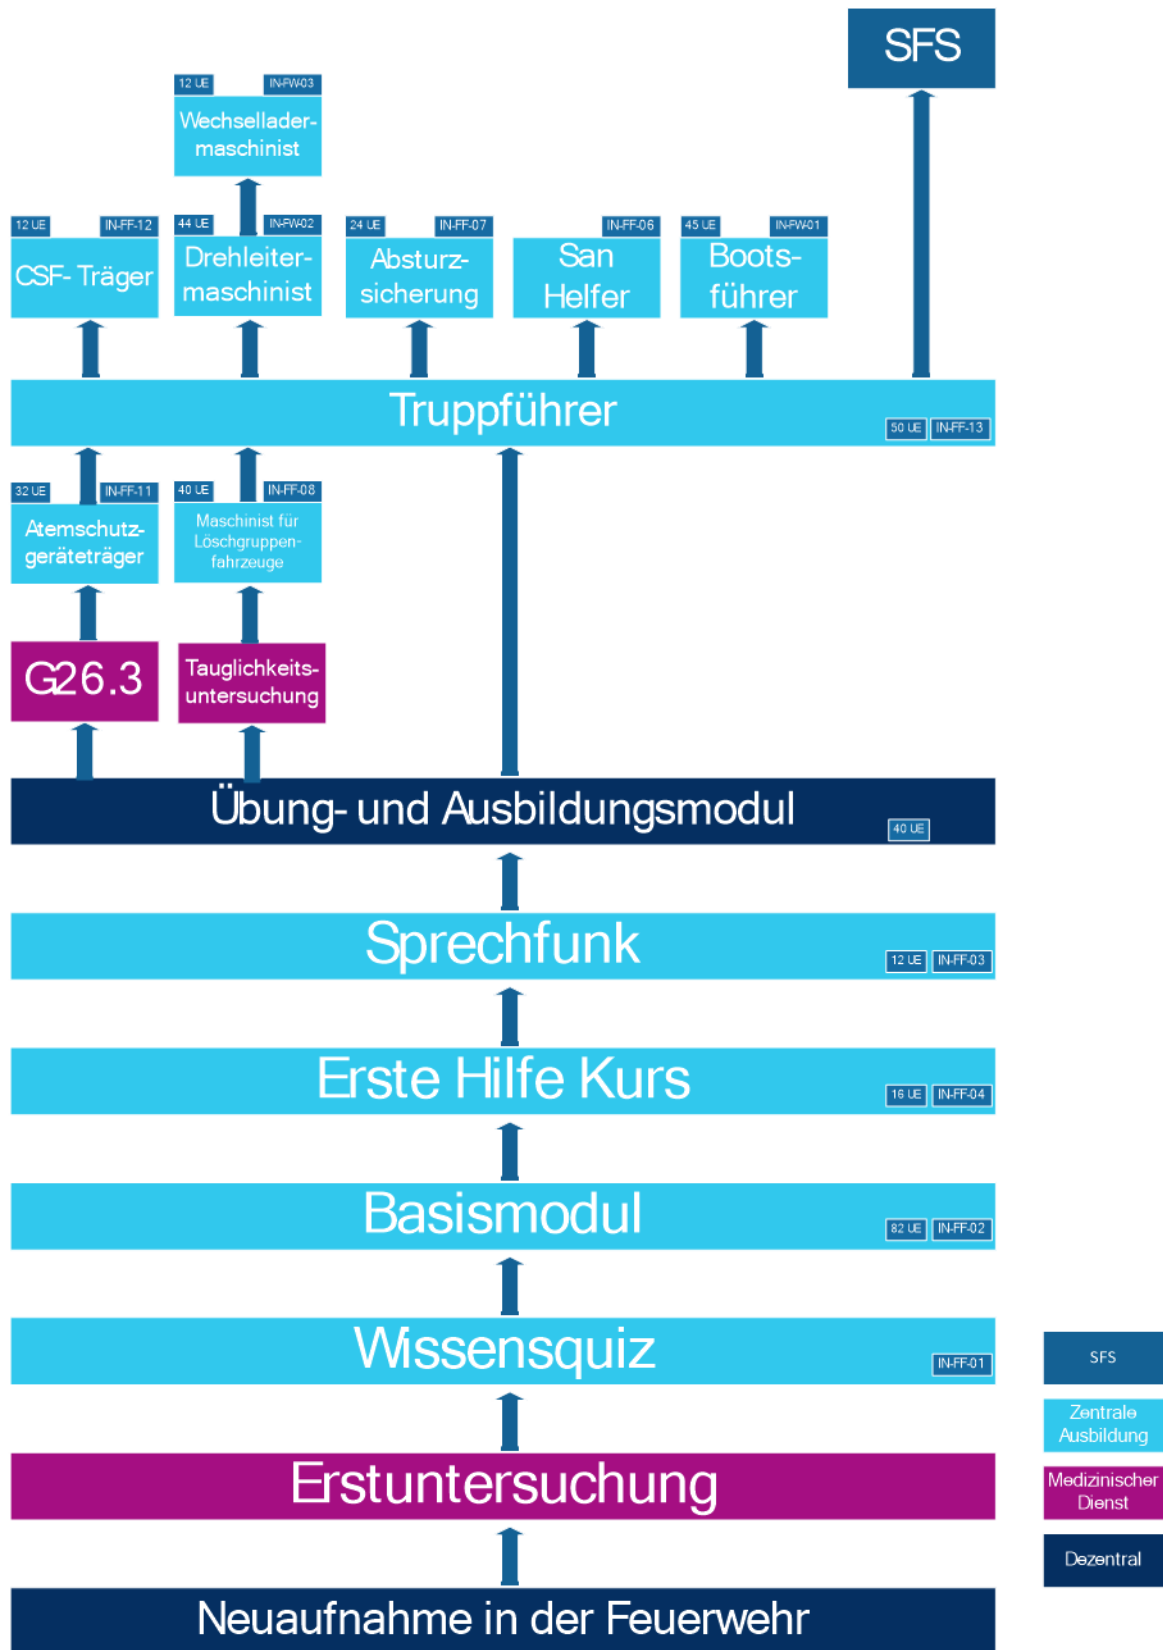 SFS
12 UE IN-FW-03
Wechsellader-
maschinist
12 UE IN-FF-12
CSF- Träger
44 UE IN-FW-02
Drehleiter-
maschinist
24 UE IN-FF-07
Absturz-
sicherung
IN-FF-06
San
Helfer
45 UE IN-FW-01
Boots-
führer
Truppführer
50 UE IN-FF-13
32 UE IN-FF-11
Atemschutz-
geräteträger
40 UE IN-FF-08
Maschinist für
Löschgruppen-
fahrzeuge
G26.3
Tauglichkeits-
untersuchung
Übung- und Ausbildungsmodul
40 UE
Sprechfunk
12 UE IN-FF-03
Erste Hilfe Kurs
16 UE IN-FF-04
Basismodul
82 UE IN-FF-02
Wissensquiz
IN-FF-01
Erstuntersuchung
Neuaufnahme in der Feuerwehr
SFS
Zentrale
Ausbildung
Medizinischer
Dienst
Dezentral